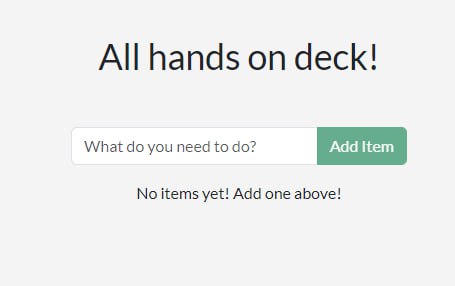 All hands on deck!
What do you need to do? Add Item
No items yet! Add one above!